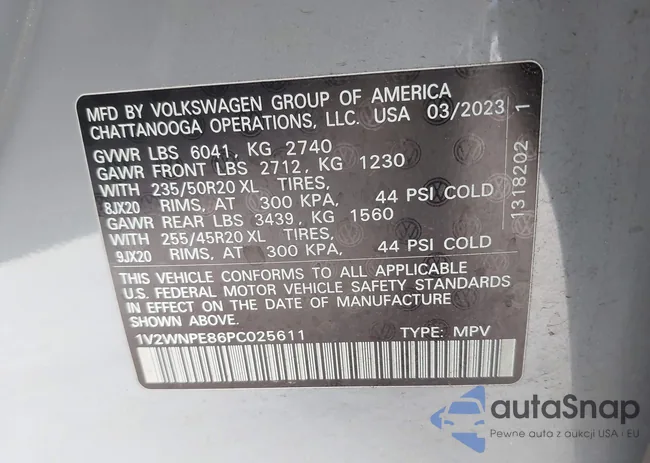 MFD BY VOLKSWAGEN GROUP OF AMERICA
CHATTANOOGA OPERATIONS, LLC. USA 03/2023
GVWR LBS 6041, KG 2740
GAWR FRONT LBS 2712, KG 1230
WITH 235/50R20 XL TIRES,
8JX20 RIMS, AT 300 KPA, 44 PSI COLD
GAWR REAR LBS 3439, KG 1560
WITH 255/45R20 XL TIRES,
9JX20 RIMS, AT 300 KPA, 44 PSI COLD
THIS VEHICLE CONFORMS TO ALL APPLICABLE
U.S. FEDERAL MOTOR VEHICLE SAFETY STANDARDS
IN EFFECT ON THE DATE OF MANUFACTURE
SHOWN ABOVE.
1V2WNPE86PC025611 TYPE: MPV
1318202 1
autaSnap
Pewne auto z aukcji USA i EU